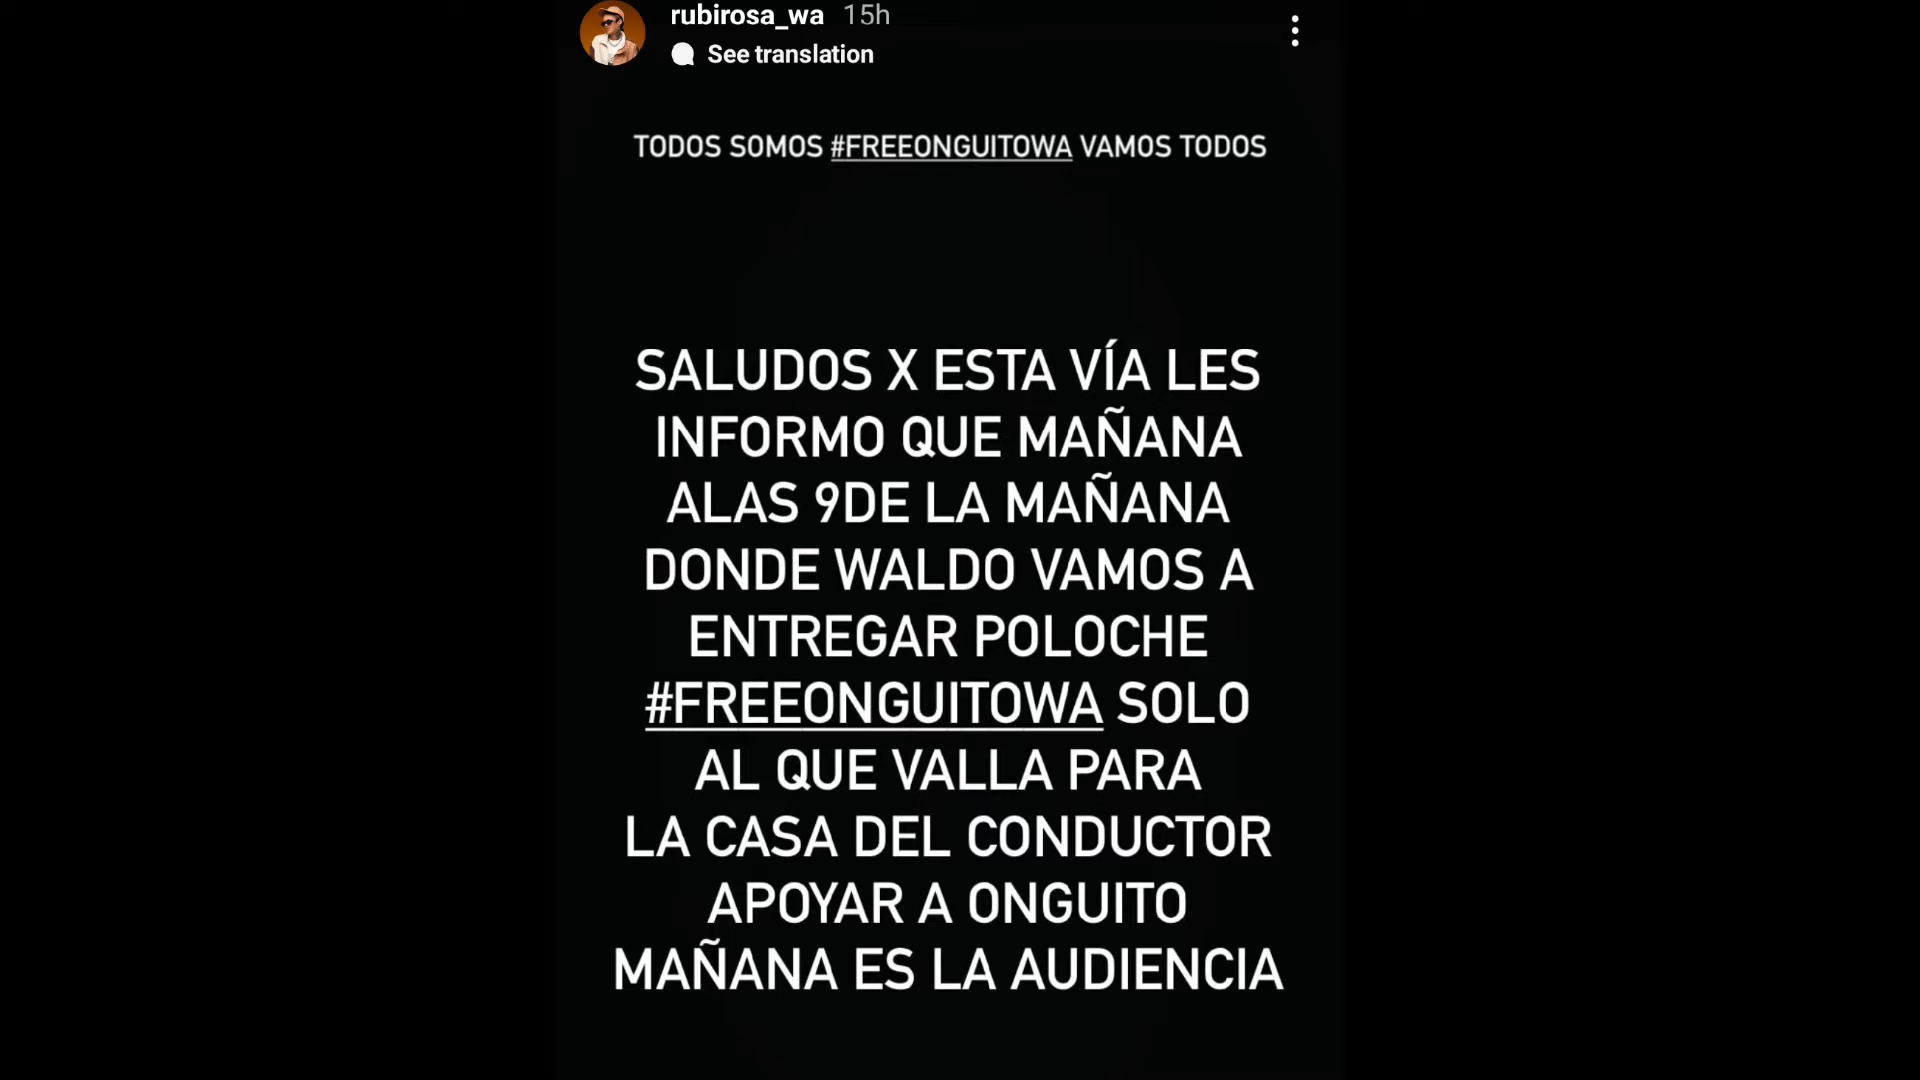 rubirosa_wa 15h
See translation
TODOS SOMOS #FREEONGUITOWA VAMOS TODOS
SALUDOS X ESTA VÍA LES
INFORMO QUE MAÑANA
ALAS 9DE LA MAÑANA
DONDE WALDO VAMOS A
ENTREGAR POLOCHE
#FREEONGUITOWA SOLO
AL QUE VALLA PARA
LA CASA DEL CONDUCTOR
APOYAR A ONGUITO
MAÑANA ES LA AUDIENCIA